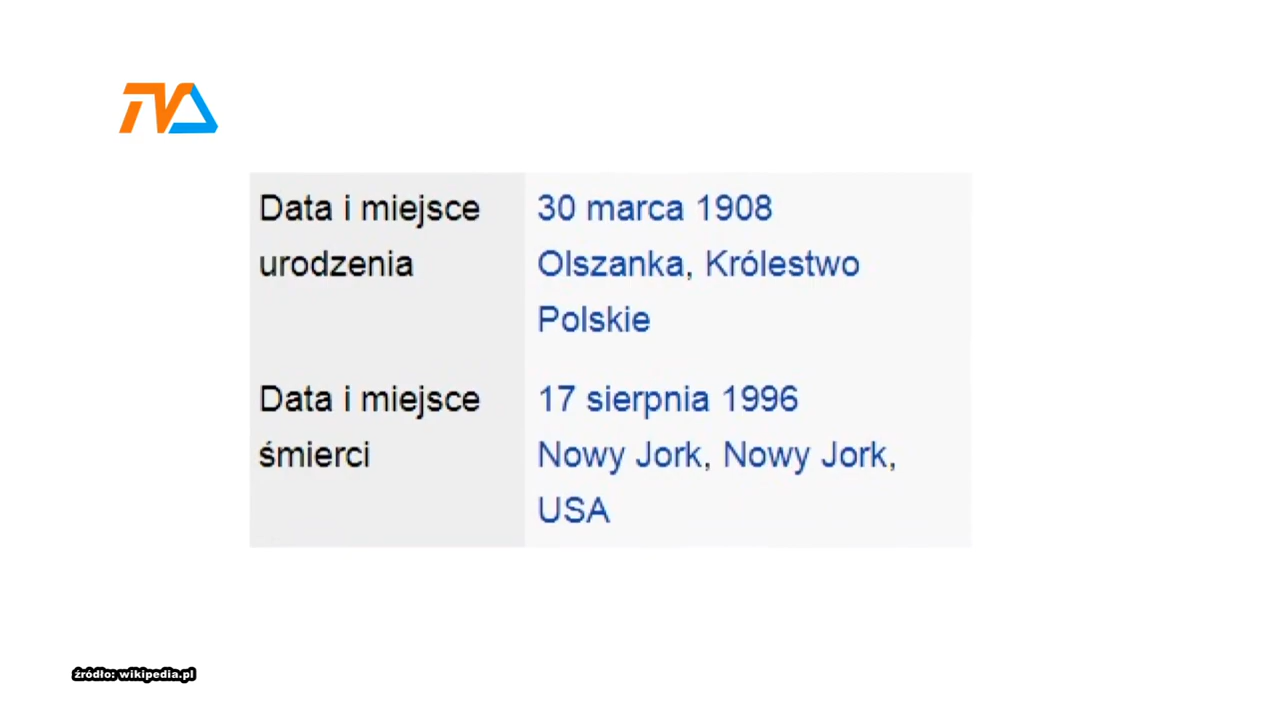 TVA
Data i miejsce
urodzenia
30 marca 1908
Olszanka, Królestwo
Polskie
Data i miejsce
śmierci
17 sierpnia 1996
Nowy Jork, Nowy Jork,
USA
źródło: wikipedia.pl